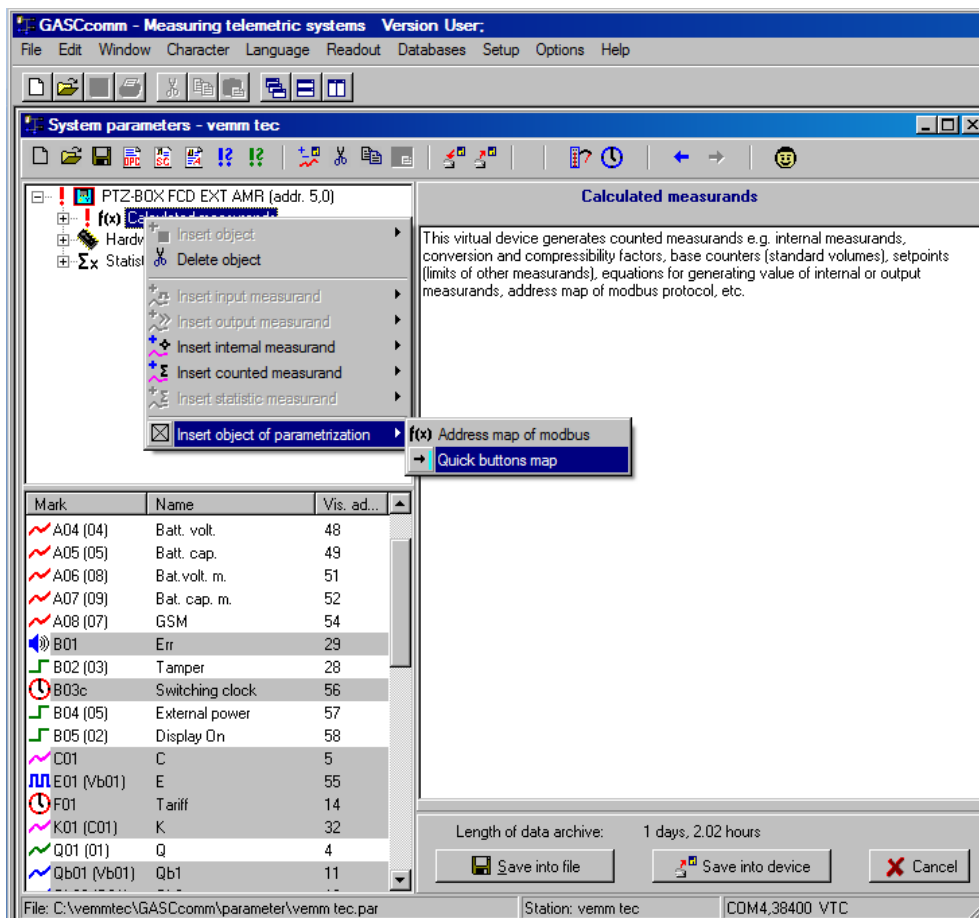 GASCcomm - Measuring telemetric systems Version User;
File Edit Window Character Language Readout Databases Setup Options Help
System parameters - vemm tec
PTZ-BOX FCD EXT AMR (addr. 5,0)
Calculated measurands
f(x)
Hardw
Σx Statis
Insert object
Delete object
Insert input measurand
Insert output measurand
Insert internal measurand
Insert counted measurand
Insert statistic measurand
Insert object of parametrization
f(x) Address map of modbus
Quick buttons map
This virtual device generates counted measurands e.g. internal measurands,
conversion and compressibility factors, base counters (standard volumes), setpoints
(limits of other measurands), equations for generating value of internal or output
measurands, address map of modbus protocol, etc.
Mark Name Vis. ad...
A04 (04) Batt. volt. 48
A05 (05) Batt. cap. 49
A06 (08) Bat.volt. m. 51
A07 (09) Bat. cap. m. 52
A08 (07) GSM 54
B01 Err 29
B02 (03) Tamper 28
B03c Switching clock 56
B04 (05) External power 57
B05 (02) Display On 58
C01 C 5
E01 (Vb01) E 55
F01 Tariff 14
K01 (C01) K 32
Q01 (01) Q 4
Qb01 (Vb01) Qb1 11
Length of data archive: 1 days, 2.02 hours
Save into file Save into device Cancel
File: C:\vemmtec\GASCcomm\parameter\vemm tec.par Station: vemm tec COM4,38400 VTC